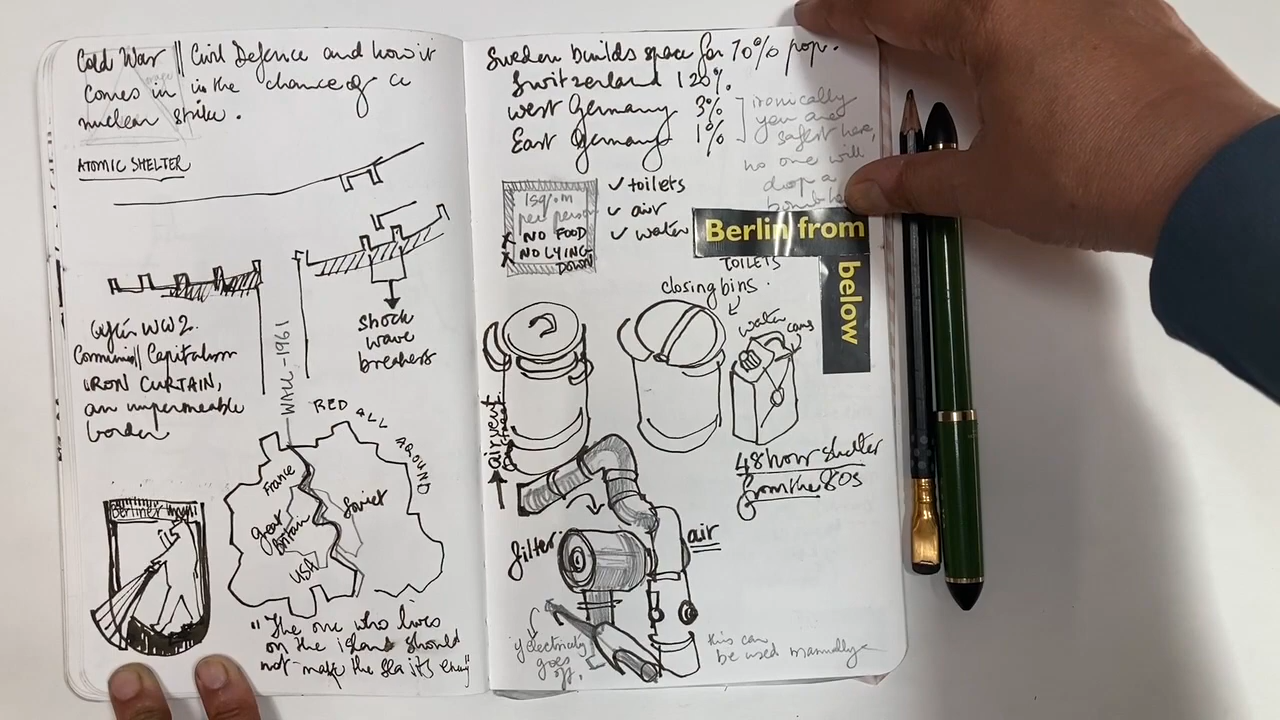 Cold War || Civil Defence and how it
comes in in the chance of a
nuclear strike.
ATOMIC SHELTER
Shock
wave
breakers
after WW2.
Communis// Capitalism
IRON CURTAIN,
an impermeable
border
WALL-1961
RED ALL AROUND
France
Great
Britain
USA
Soviet
Berliner
"The one who lives
on the island should
not make the sea its enemy"
Sweden builds space for 70% pop.
Switzerland 120%.
West Germany 3%
East Germany 1%
ironically
you are
safest here,
no one will
drop a
bomb
1sq.m
per person
NO FOOD
NO LYING
DOWN
✓ toilets
✓ air
✓ water
Berlin from
below
TOILETS
closing bins.
water cans
air vent
48 hour shelter
from the 80s
filter
air
if electricity
goes
off.
this can
be used manually